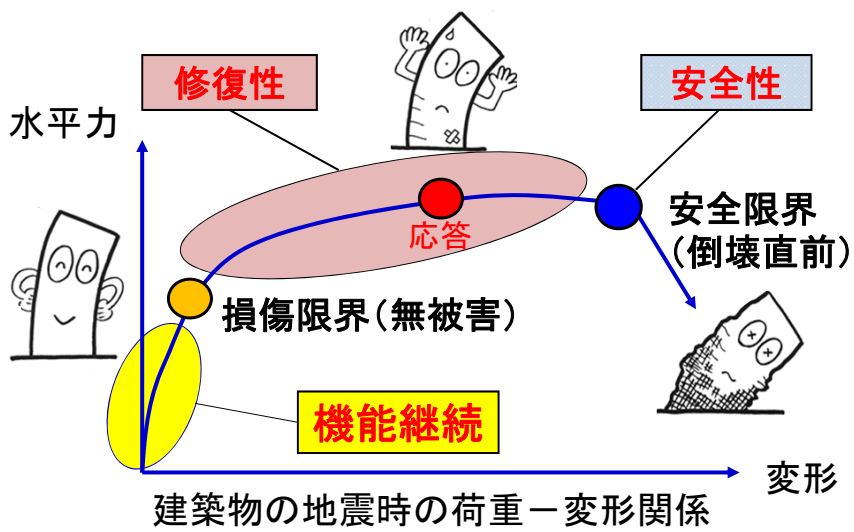 修復性
安全性
水平力
応答
安全限界
（倒壊直前）
損傷限界（無被害）
機能継続
変形
建築物の地震時の荷重－変形関係